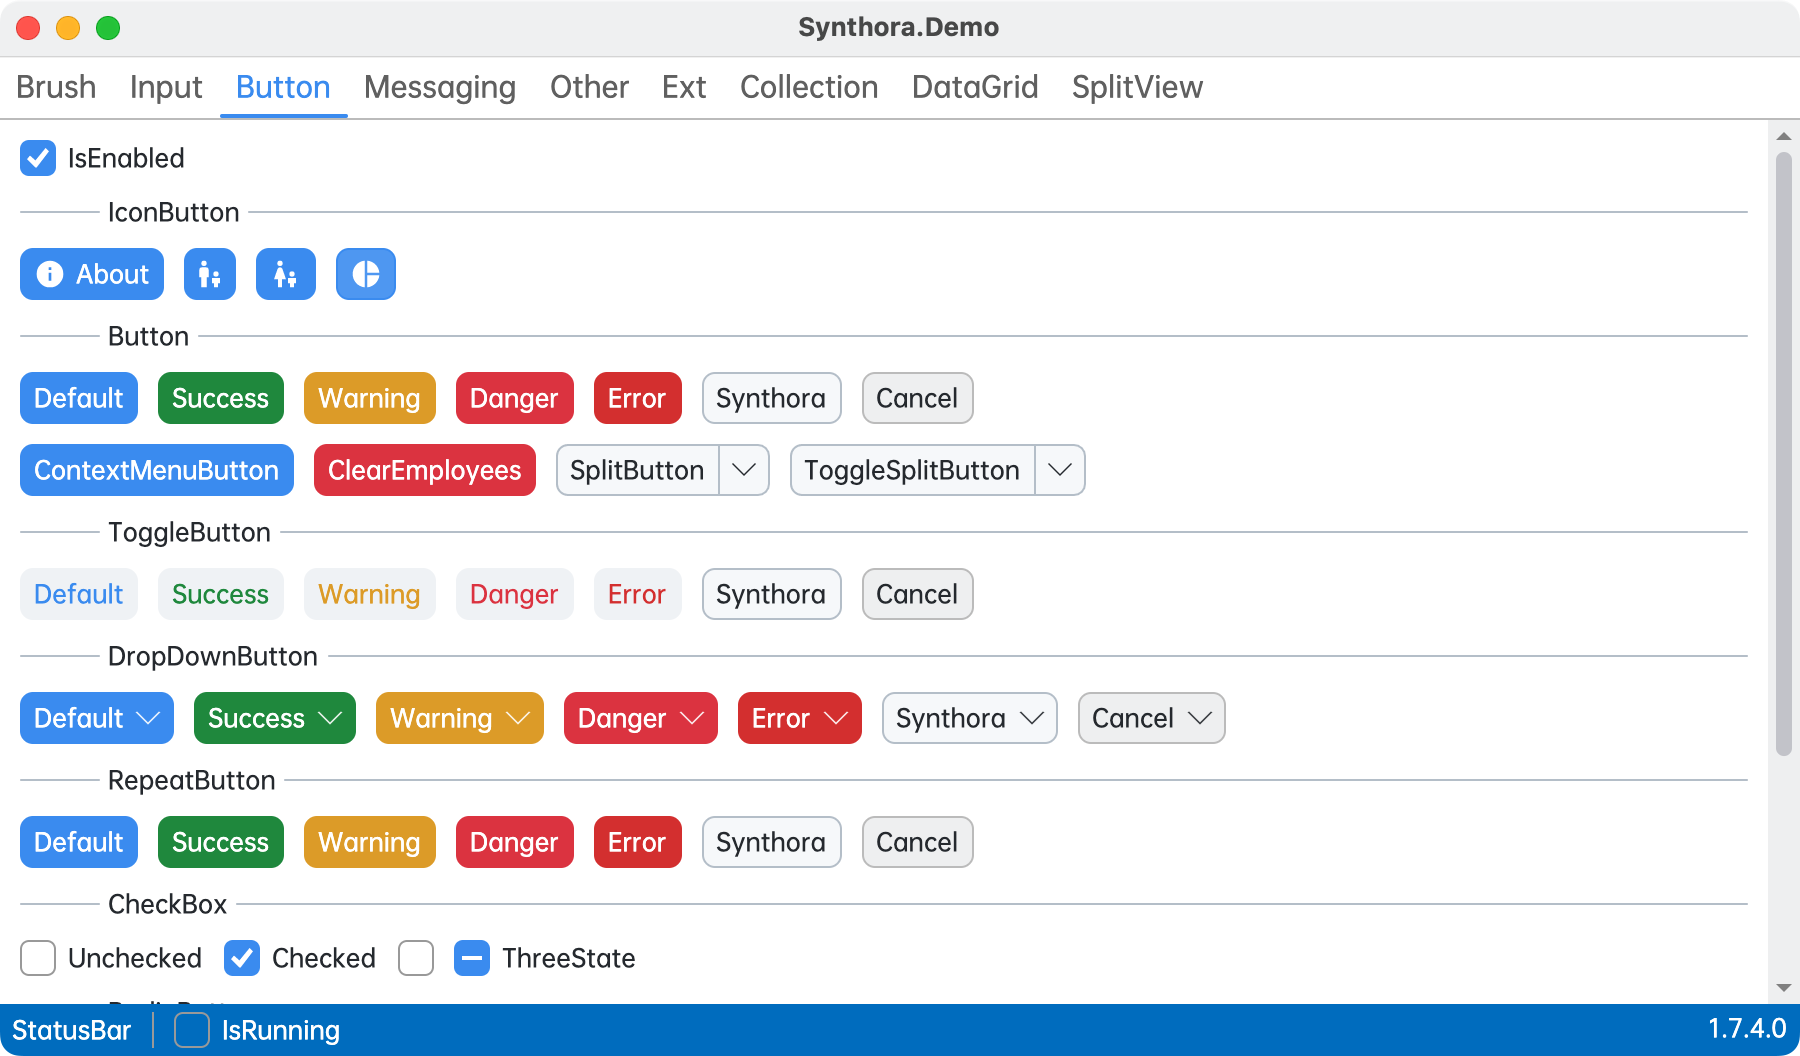 Synthora.Demo
Brush Input Button Messaging Other Ext Collection DataGrid SplitView
IsEnabled
IconButton
About
Button
Default Success Warning Danger Error Synthora Cancel
ContextMenuButton ClearEmployees SplitButton ToggleSplitButton
ToggleButton
Default Success Warning Danger Error Synthora Cancel
DropDownButton
Default Success Warning Danger Error Synthora Cancel
RepeatButton
Default Success Warning Danger Error Synthora Cancel
CheckBox
Unchecked Checked ThreeState
StatusBar IsRunning 1.7.4.0